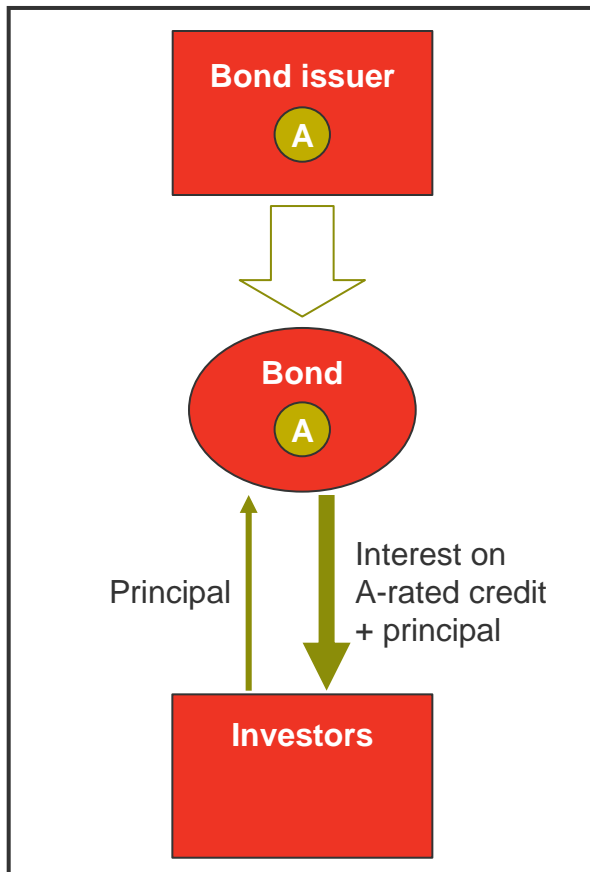 Bond issuer
A
Bond
A
Principal
Interest on
A-rated credit
+ principal
Investors